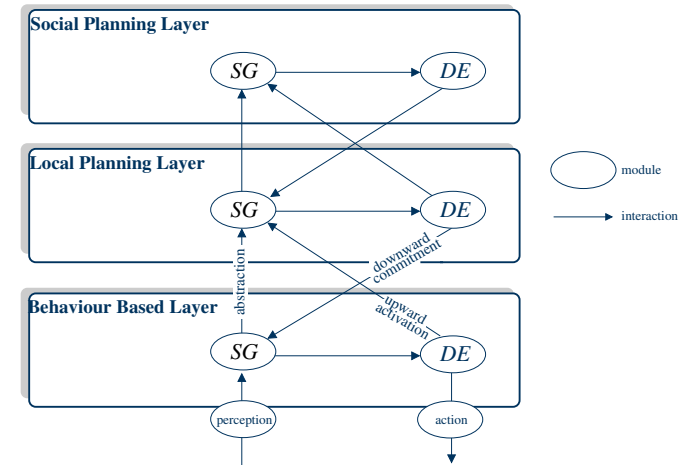 Social Planning Layer
SG
DE
Local Planning Layer
SG
DE
module
interaction
abstraction
downward
commitment
upward
activation
Behaviour Based Layer
SG
DE
perception
action